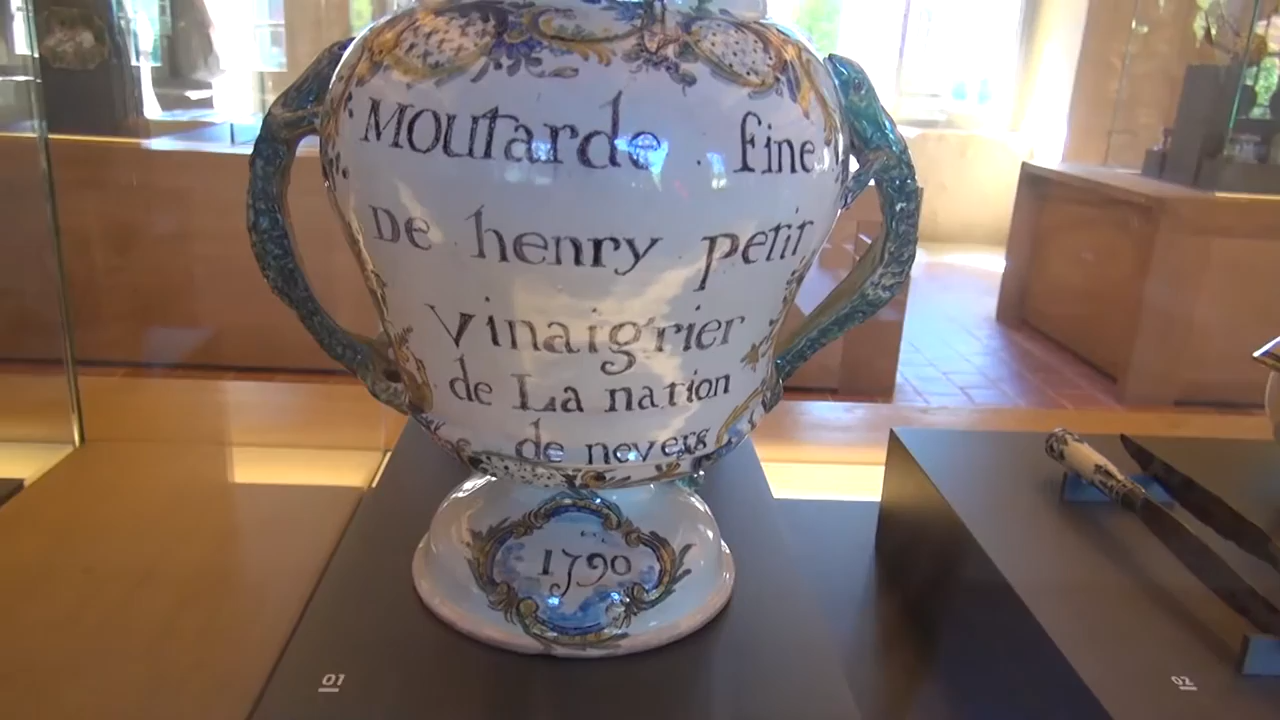 Moutarde fine
De henry petit
Vinaigrier
de La nation
de nevers
1790
01
02